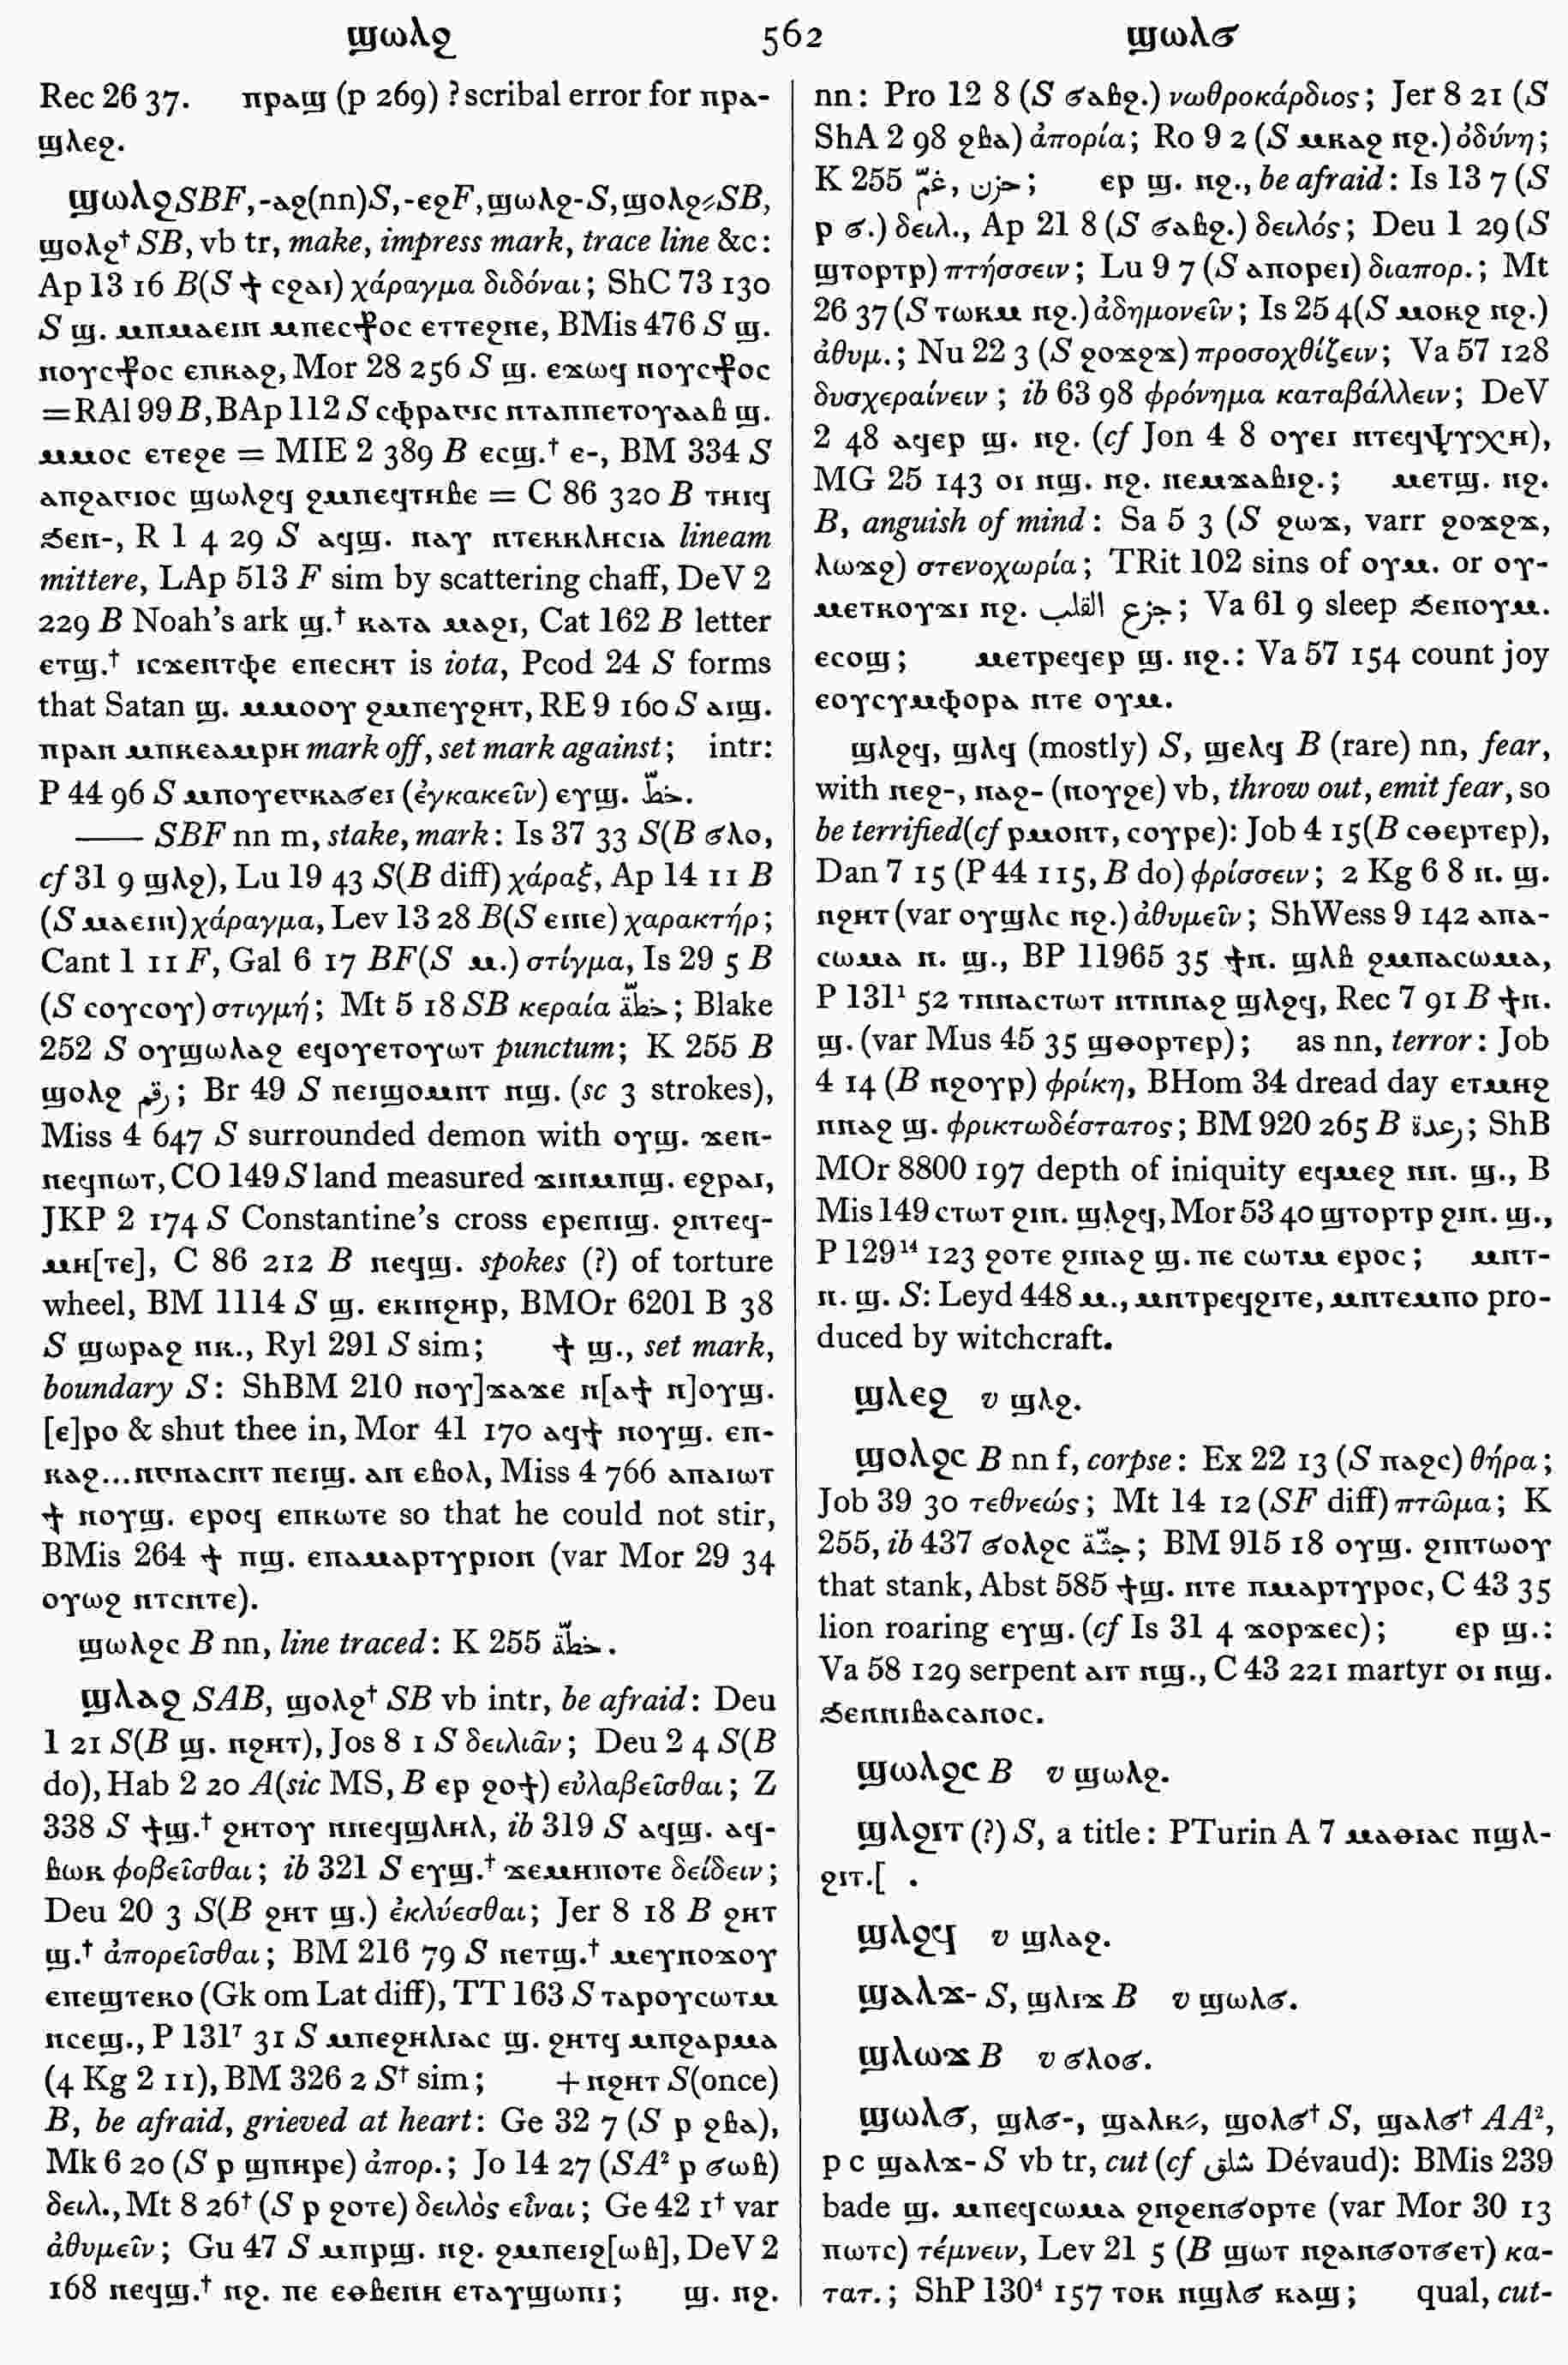 ϣⲱⲗϩ 562 ϣⲱⲗϭ
Rec 26 37. ⲡⲣⲁϣ (p 269) ? scribal error for ⲡⲣⲁ-
ϣⲗⲉϩ.
ϣⲱⲗϩ SBF, -ⲁϩ(nn)S, -ⲉϩF, ϣⲱⲗϩ-S, ϣⲟⲗϩ⸗SB,
ϣⲟⲗϩ† SB, vb tr, make, impress mark, trace line &c:
Ap 13 16 B(S ϯ ⲥϩⲁⲓ) χάραγμα διδόναι; ShC 73 130
S ϣ. ⲙⲡⲙⲁⲉⲓⲛ ⲙⲡⲉⲥ⳨ⲟⲥ ⲉⲧⲧⲉϩⲛⲉ, BMis 476 S ϣ.
ⲛⲟⲩⲥ⳨ⲟⲥ ⲉⲡⲕⲁϩ, Mor 28 256 S ϣ. ⲉϫⲱϥ ⲛⲟⲩⲥ⳨ⲟⲥ
=RAl 99 B, BAp 112 S ⲥⲫⲣⲁⲅⲓⲥ ⲛⲧⲁⲡⲡⲉⲧⲟⲩⲁⲁⲃ ϣ.
ⲙⲙⲟⲥ ⲉⲧⲉϩⲉ = MIE 2 389 B ⲉⲥϣ.† ⲉ-, BM 334 S
ⲁⲡϩⲁⲅⲓⲟⲥ ϣⲱⲗϩϥ ϩⲙⲡⲉϥⲧⲏⲃⲉ = C 86 320 B ⲧⲏⲓϥ
ϧⲉⲛ-, R 1 4 29 S ⲁϥϣ. ⲛⲁⲩ ⲛⲧⲉⲕⲕⲗⲏⲥⲓⲁ lineam
mittere, LAp 513 F sim by scattering chaff, DeV 2
229 B Noah's ark ϣ.† ⲕⲁⲧⲁ ⲙⲁϩⲓ, Cat 162 B letter
ⲉⲧϣ.† ⲓⲥϫⲉⲛⲧⲫⲉ ⲉⲡⲉⲥⲏⲧ is iota, Pcod 24 S forms
that Satan ϣ. ⲙⲙⲟⲟⲩ ϩⲙⲡⲉⲩϩⲏⲧ, RE 9 160 S ⲁⲓϣ.
ⲡⲣⲁⲛ ⲙⲡⲕⲉⲁⲙⲣⲏ mark off, set mark against; intr:
P 44 96 S ⲙⲡⲟⲩⲉⲅⲕⲁϭⲉⲓ (ἐγκακεῖν) ⲉⲩϣ. خطّ.
—— SBF nn m, stake, mark: Is 37 33 S(B ϭⲗⲟ,
cf 31 9 ϣⲗϩ), Lu 19 43 S(B diff) χάραξ, Ap 14 11 B
(S ⲙⲁⲉⲓⲛ) χάραγμα, Lev 13 28 B(S ⲉⲓⲛⲉ) χαρακτήρ;
Cant 1 11 F, Gal 6 17 BF(S ⲙ.) στίγμα, Is 29 5 B
(S ⲥⲟⲩⲥⲟⲩ) στιγμή; Mt 5 18 SB κεραία خطّة; Blake
252 S ⲟⲩϣⲱⲗⲁϩ ⲉϥⲟⲩⲉⲧⲟⲩⲱⲧ punctum; K 255 B
ϣⲟⲗϩ رقم; Br 49 S ⲡⲉⲓϣⲟⲙⲛⲧ ⲛϣ. (sc 3 strokes),
Miss 4 647 S surrounded demon with ⲟⲩϣ. ϫⲉⲛ-
ⲛⲉϥⲡⲱⲧ, CO 149 S land measured ϫⲓⲛⲙⲡϣ. ⲉϩⲣⲁⲓ,
JKP 2 174 S Constantine's cross ⲉⲣⲉⲡⲓϣ. ϩⲛⲧⲉϥ-
ⲙⲏ[ⲧⲉ], C 86 212 B ⲛⲉϥϣ. spokes (?) of torture
wheel, BM 1114 S ϣ. ⲉⲕⲓⲛϩⲏⲣ, BMOr 6201 B 38
S ϣⲱⲣⲁϩ ⲛⲕ., Ryl 291 S sim; ϯ ϣ., set mark,
boundary S: ShBM 210 ⲛⲟⲩ]ϫⲁϫⲉ ⲛ[ⲁϯ ⲛ]ⲟⲩϣ.
[ⲉ]ⲣⲟ & shut thee in, Mor 41 170 ⲁϥϯ ⲛⲟⲩϣ. ⲉⲡ-
ⲕⲁϩ...ⲛⲅⲛⲁⲥⲛⲧ ⲡⲉⲓϣ. ⲁⲛ ⲉⲃⲟⲗ, Miss 4 766 ⲁⲡⲁⲓⲱⲧ
ϯ ⲛⲟⲩϣ. ⲉⲣⲟϥ ⲉⲡⲕⲱⲧⲉ so that he could not stir,
BMis 264 ϯ ⲡϣ. ⲉⲡⲁⲙⲁⲣⲧⲩⲣⲓⲟⲛ (var Mor 29 34
ⲟⲩⲱϩ ⲛⲧⲥⲛⲧⲉ).
ϣⲱⲗϩⲥ B nn, line traced: K 255 خطّة.
ϣⲗⲁϩ SAB, ϣⲟⲗϩ† SB vb intr, be afraid: Deu
1 21 S(B ϣ. ⲛϩⲏⲧ), Jos 8 1 S δειλιᾶν; Deu 2 4 S(B
do), Hab 2 20 A(sic MS, B ⲉⲣ ϩⲟϯ) εὐλαβεῖσθαι; Z
338 S ϯϣ.† ϩⲏⲧⲟⲩ ⲛⲛⲉϥϣⲗⲏⲗ, ib 319 S ⲁϥϣ. ⲁϥ-
ⲃⲱⲕ φοβεῖσθαι; ib 321 S ⲉⲩϣ.† ϫⲉⲙⲏⲡⲟⲧⲉ δείδειν;
Deu 20 3 S(B ϩⲏⲧ ϣ.) ἐκλύεσθαι; Jer 8 18 B ϩⲏⲧ
ϣ.† ἀπορεῖσθαι; BM 216 79 S ⲡⲉⲧϣ.† ⲙⲉⲩⲛⲟϫⲟⲩ
ⲉⲡⲉϣⲧⲉⲕⲟ (Gk om Lat diff), TT 163 S ⲧⲁⲣⲟⲩⲥⲱⲧⲙ
ⲛⲥⲉϣ., P 131⁷ 31 S ⲙⲡⲉϩⲏⲗⲓⲁⲥ ϣ. ϩⲏⲧϥ ⲙⲡϩⲁⲣⲙⲁ
(4 Kg 2 11), BM 326 2 S† sim; +ⲛϩⲏⲧ S(once)
B, be afraid, grieved at heart: Ge 32 7 (S ⲣ ϩⲃⲁ),
Mk 6 20 (S ⲣ ϣⲡⲏⲣⲉ) ἀπορ.; Jo 14 27 (SA² ⲣ ϭⲱⲃ)
δειλ., Mt 8 26† (S ⲣ ϩⲟⲧⲉ) δειλὸς εἶναι; Ge 42 1† var
ἀθυμεῖν; Gu 47 S ⲙⲡⲣϣ. ⲛϩ. ϩⲙⲡⲉⲓϩ[ⲱⲃ], DeV 2
168 ⲛⲉϥϣ.† ⲛϩ. ⲡⲉ ⲉⲑⲃⲉⲛⲏ ⲉⲧⲁⲩϣⲱⲡⲓ; ϣ. ⲛϩ.
nn: Pro 12 8 (S ϭⲁⲃϩ.) νωθροκάρδιος; Jer 8 21 (S
ShA 2 98 ϩⲃⲁ) ἀπορία; Ro 9 2 (S ⲙⲕⲁϩ ⲛϩ.) ὀδύνη;
K 255 حزن, غمّ; ⲉⲣ ϣ. ⲛϩ., be afraid: Is 13 7 (S
ⲣ ϭ.) δειλ., Ap 21 8 (S ϭⲁⲃϩ.) δειλός; Deu 1 29 (S
ϣⲧⲟⲣⲧⲣ) πτήσσειν; Lu 9 7 (S ⲁⲡⲟⲣⲉⲓ) διαπορ.; Mt
26 37 (S ⲧⲱⲕⲙ ⲛϩ.) ἀδημονεῖν; Is 25 4 (S ⲙⲟⲕϩ ⲛϩ.)
ἀθυμ.; Nu 22 3 (S ϩⲟϫϩϫ) προσοχθίζειν; Va 57 128
δυσχεραίνειν; ib 63 98 φρόνημα καταβάλλειν; DeV
2 48 ⲁϥⲉⲣ ϣ. ⲛϩ. (cf Jon 4 8 ⲟⲩⲉⲓ ⲛⲧⲉϥⲯⲩⲭⲏ),
MG 25 143 ⲟⲓ ⲛϣ. ⲛϩ. ⲛⲉⲙϫⲁⲃⲓϩ.; ⲙⲉⲧϣ. ⲛϩ.
B, anguish of mind: Sa 5 3 (S ϩⲱϫ, varr ϩⲟϫϩϫ,
ⲗⲱϫϩ) στενοχωρία; TRit 102 sins of ⲟⲩⲙ. or ⲟⲩ-
ⲙⲉⲧⲕⲟⲩϫⲓ ⲛϩ. جزع القلب; Va 61 9 sleep ϧⲉⲛⲟⲩⲙ.
ⲉⲥⲟϣ; ⲙⲉⲧⲣⲉϥⲉⲣ ϣ. ⲛϩ.: Va 57 154 count joy
ⲉⲟⲩⲥⲩⲙⲫⲟⲣⲁ ⲛⲧⲉ ⲟⲩⲙ.
ϣⲗϩϥ, ϣⲗϥ (mostly) S, ϣⲉⲗϥ B (rare) nn, fear,
with ⲛⲉϩ-, ⲛⲁϩ- (ⲛⲟⲩϩⲉ) vb, throw out, emit fear, so
be terrified (cf ⲣⲙⲟⲛⲧ, ⲥⲟⲩⲣⲉ): Job 4 15 (B ⲥⲑⲉⲣⲧⲉⲣ),
Dan 7 15 (P 44 115, B do) φρίσσειν; 2 Kg 6 8 ⲛ. ϣ.
ⲛϩⲏⲧ (var ⲟⲩϣⲗⲥ ⲛϩ.) ἀθυμεῖν; ShWess 9 142 ⲁⲡⲁ-
ⲥⲱⲙⲁ ⲛ. ϣ., BP 11965 35 ϯⲛ. ϣⲗⲃ ϩⲙⲡⲁⲥⲱⲙⲁ,
P 131¹ 52 ⲧⲛⲛⲁⲥⲧⲱⲧ ⲛⲧⲛⲛⲁϩ ϣⲗϩϥ, Rec 7 91 B ϯⲛ.
ϣ. (var Mus 45 35 ϣⲑⲟⲣⲧⲉⲣ); as nn, terror: Job
4 14 (B ⲛϩⲟⲩⲣ) φρίκη, BHom 34 dread day ⲉⲧⲙⲏϩ
ⲛⲛⲁϩ ϣ. φρικτωδέστατος; BM 920 265 B رعدة; ShB
MOr 8800 197 depth of iniquity ⲉϥⲙⲉϩ ⲛⲛ. ϣ., B
Mis 149 ⲥⲧⲱⲧ ϩⲓⲛ. ϣⲗϩϥ, Mor 53 40 ϣⲧⲟⲣⲧⲣ ϩⲓⲛ. ϣ.,
P 129¹⁴ 123 ϩⲟⲧⲉ ϩⲓⲛⲁϩ ϣ. ⲡⲉ ⲥⲱⲧⲙ ⲉⲣⲟⲥ; ⲙⲛⲧ-
ⲛ. ϣ. S: Leyd 448 ⲙ., ⲙⲛⲧⲣⲉϥϩⲓⲧⲉ, ⲙⲛⲧⲉⲙⲡⲟ pro-
duced by witchcraft.
ϣⲗⲉϩ v ϣⲗϩ.
ϣⲟⲗϩⲥ B nn f, corpse: Ex 22 13 (S ⲡⲁϩⲥ) θήρα;
Job 39 30 τεθνεώς; Mt 14 12 (SF diff) πτῶμα; K
255, ib 437 ϭⲟⲗϩⲥ جثّة; BM 915 18 ⲟⲩϣ. ϩⲓⲛⲧⲱⲟⲩ
that stank, Abst 585 ϯϣ. ⲛⲧⲉ ⲡⲙⲁⲣⲧⲩⲣⲟⲥ, C 43 35
lion roaring ⲉⲩϣ. (cf Is 31 4 ϫⲟⲣϫⲉⲥ); ⲉⲣ ϣ.:
Va 58 129 serpent ⲁⲓⲧ ⲛϣ., C 43 221 martyr ⲟⲓ ⲛϣ.
ϧⲉⲛⲛⲓⲃⲁⲥⲁⲛⲟⲥ.
ϣⲱⲗϩⲥ B v ϣⲱⲗϩ.
ϣⲗϩⲓⲧ (?) S, a title: PTurin A 7 ⲙⲁⲑⲓⲁⲥ ⲡϣⲗ-
ϩⲓⲧ.[ .
ϣⲗϩϥ v ϣⲗⲁϩ.
ϣⲁⲗϫ- S, ϣⲗⲓϫ B v ϣⲱⲗϭ.
ϣⲗⲱϫ B v ϭⲗⲟϭ.
ϣⲱⲗϭ, ϣⲗϭ-, ϣⲁⲗⲕ⸗, ϣⲟⲗϭ† S, ϣⲁⲗϭ† AA²,
p c ϣⲁⲗϫ- S vb tr, cut (cf شلق Dévaud): BMis 239
bade ϣ. ⲙⲡⲉϥⲥⲱⲙⲁ ϩⲛϩⲉⲛϭⲟⲣⲧⲉ (var Mor 30 13
ⲡⲱⲧⲥ) τέμνειν, Lev 21 5 (B ϣⲱⲧ ⲛϩⲁⲛϭⲟⲧϭⲉⲧ) κα-
τατ.; ShP 130⁴ 157 ⲧⲟⲕ ⲛϣⲗϭ ⲕⲁϣ; qual, cut-